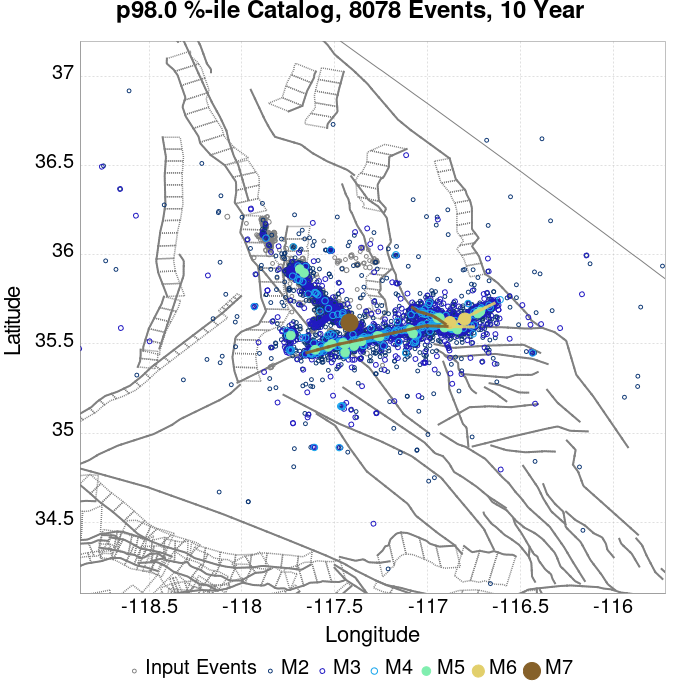 p98.0 %-ile Catalog, 8078 Events, 10 Year
37
36.5
36
35.5
35
34.5
Latitude
-118.5 -118 -117.5 -117 -116.5 -116
Longitude
Input Events M2 M3 M4 M5 M6 M7